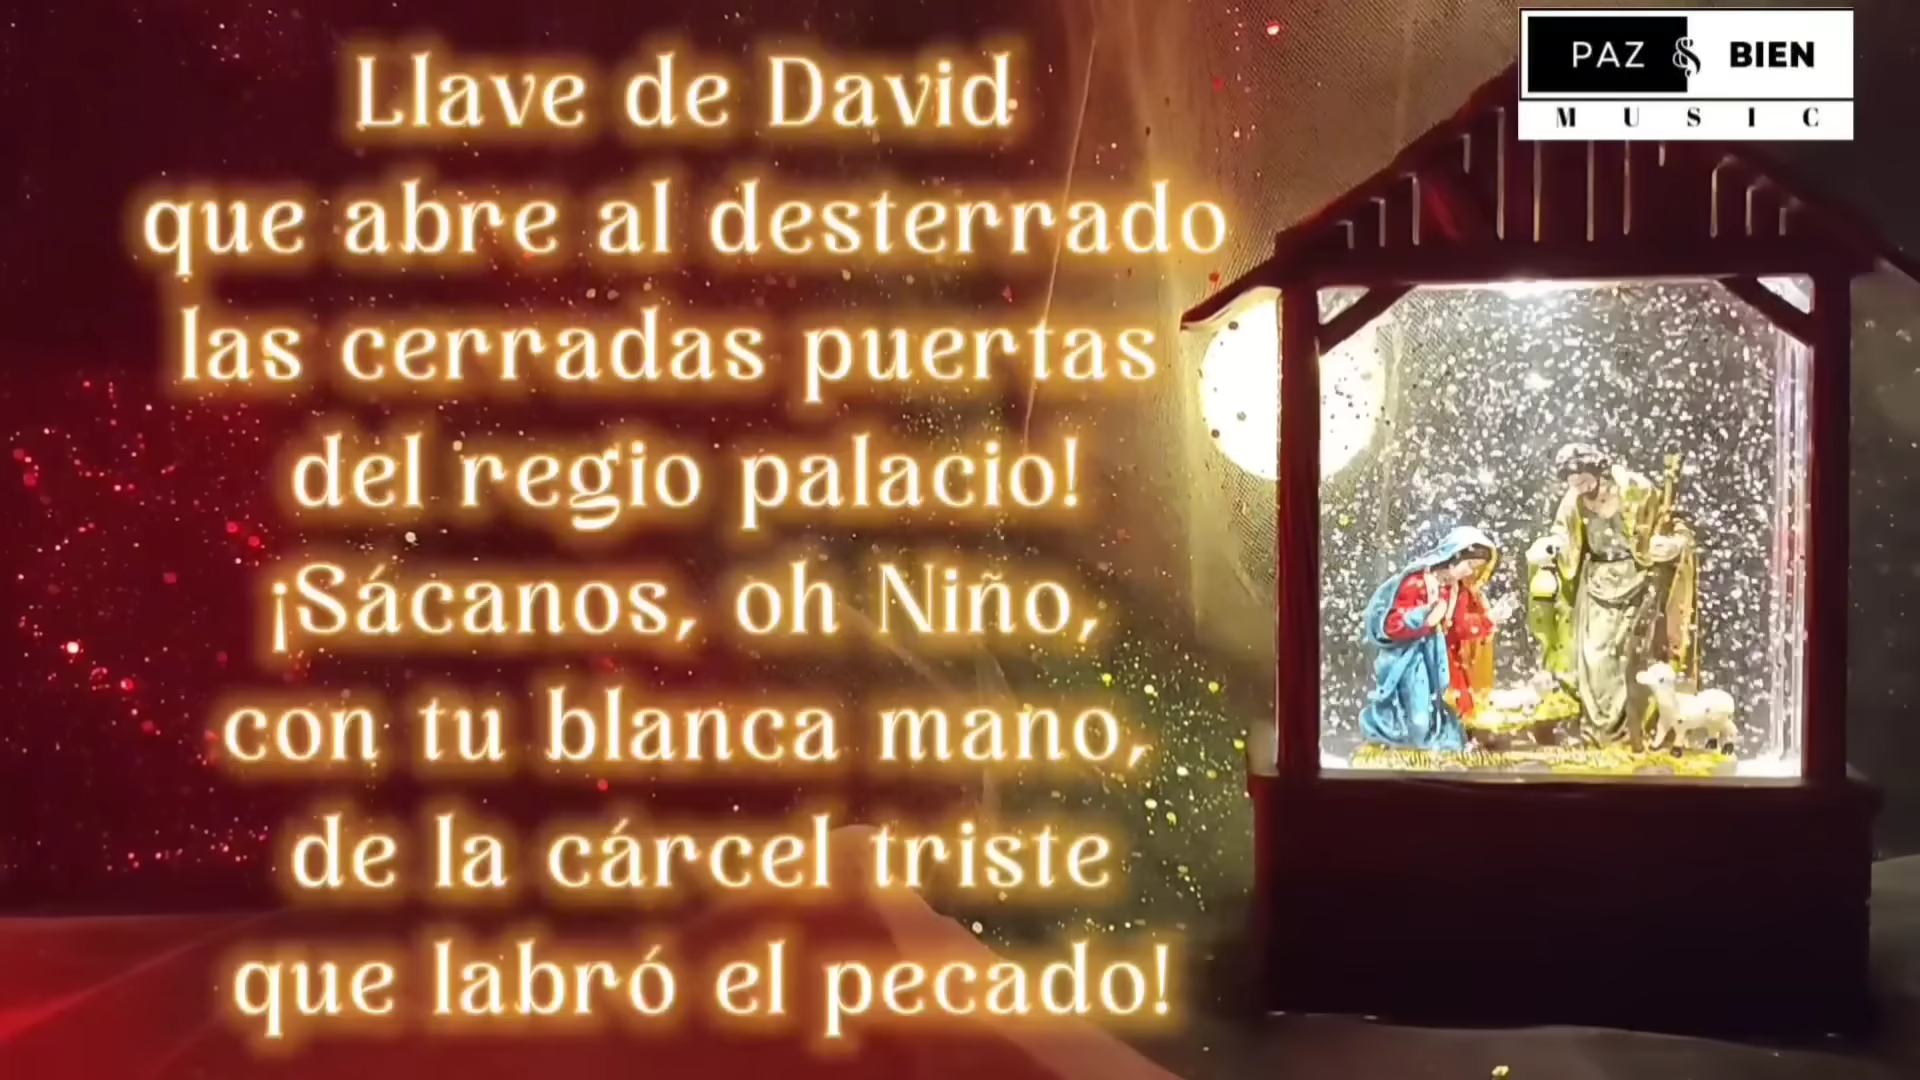 Llave de David
que abre al desterrado
las cerradas puertas
del regio palacio!
¡Sácanos, oh Niño,
con tu blanca mano,
de la cárcel triste
que labró el pecado!
PAZ & BIEN
MUSIC